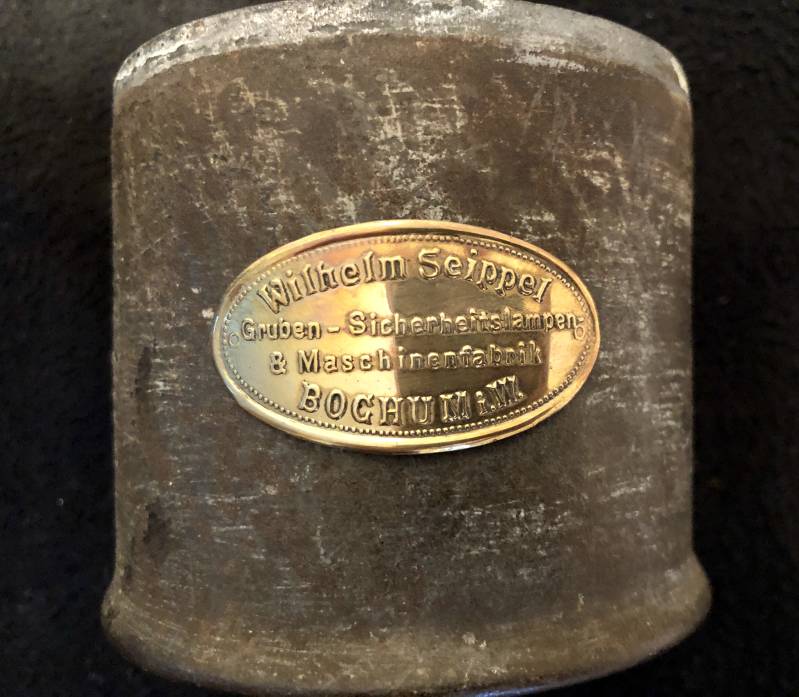 Wilhelm Seippel
Gruben - Sicherheitslampen
& Maschinenfabrik
BOCHUM i.W.